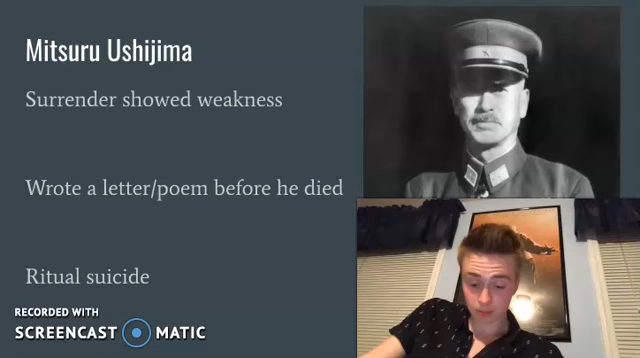 Mitsuru Ushijima
Surrender showed weakness
Wrote a letter/poem before he died
Ritual suicide
RECORDED WITH
SCREENCAST MATIC